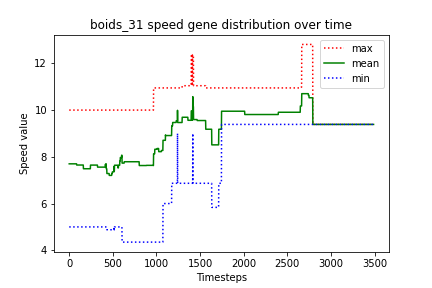 boids_31 speed gene distribution over time
max
mean
min
12
10
8
6
4
Speed value
0
500
1000
1500
2000
2500
3000
3500
Timesteps